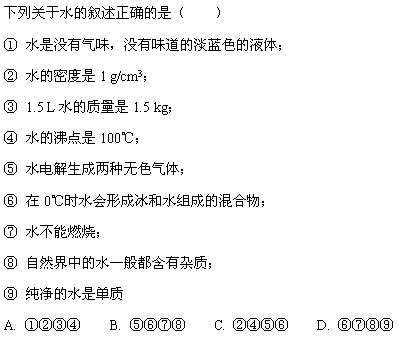 下列关于水的叙述正确的是（　　）
① 水是没有气味，没有味道的淡蓝色的液体；
② 水的密度是 1 g/cm³；
③ 1.5 L 水的质量是 1.5 kg；
④ 水的沸点是 100℃；
⑤ 水电解生成两种无色气体；
⑥ 在 0℃时水会形成冰和水组成的混合物；
⑦ 水不能燃烧；
⑧ 自然界中的水一般都含有杂质；
⑨ 纯净的水是单质
A. ①②③④　　B. ⑤⑥⑦⑧　　C. ②④⑤⑥　　D. ⑥⑦⑧⑨